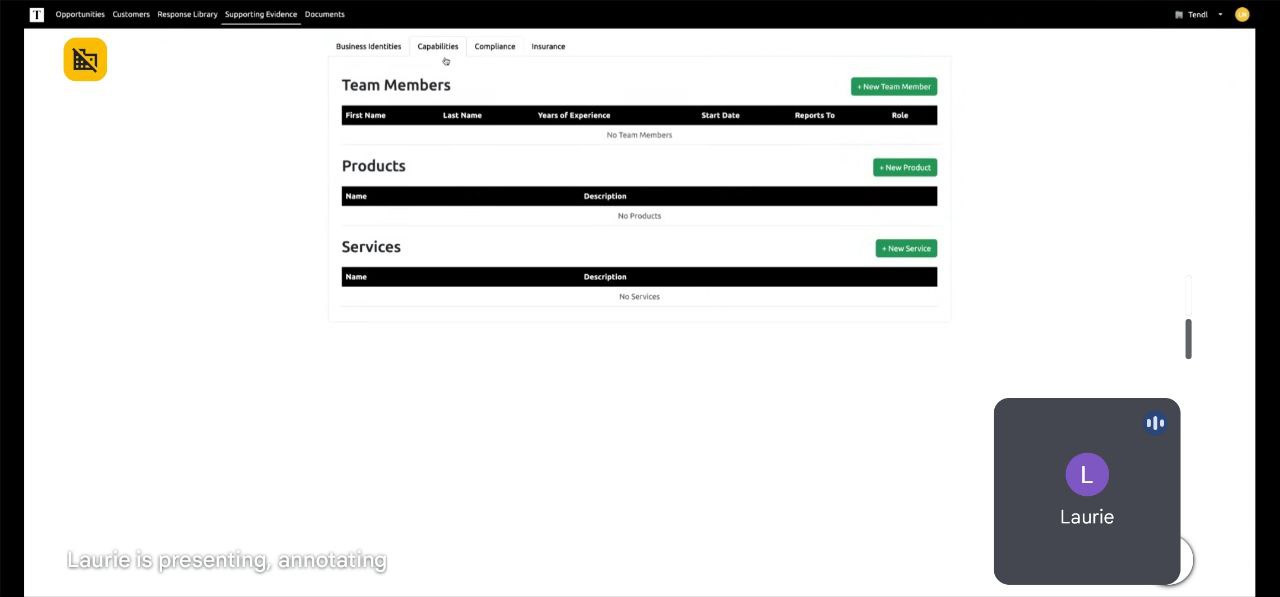 T Opportunities Customers Response Library Supporting Evidence Documents Tendl
Business Identities Capabilities Compliance Insurance
Team Members + New Team Member
First Name Last Name Years of Experience Start Date Reports To Role
No Team Members
Products + New Product
Name Description
No Products
Services + New Service
Name Description
No Services
L
Laurie
Laurie is presenting, annotating